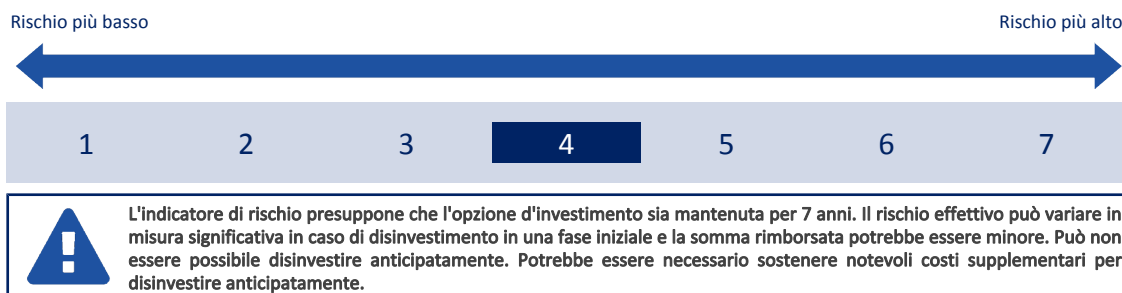 Rischio più basso
Rischio più alto
1 2 3 4 5 6 7
L'indicatore di rischio presuppone che l'opzione d'investimento sia mantenuta per 7 anni. Il rischio effettivo può variare in
misura significativa in caso di disinvestimento in una fase iniziale e la somma rimborsata potrebbe essere minore. Può non
essere possibile disinvestire anticipatamente. Potrebbe essere necessario sostenere notevoli costi supplementari per
disinvestire anticipatamente.